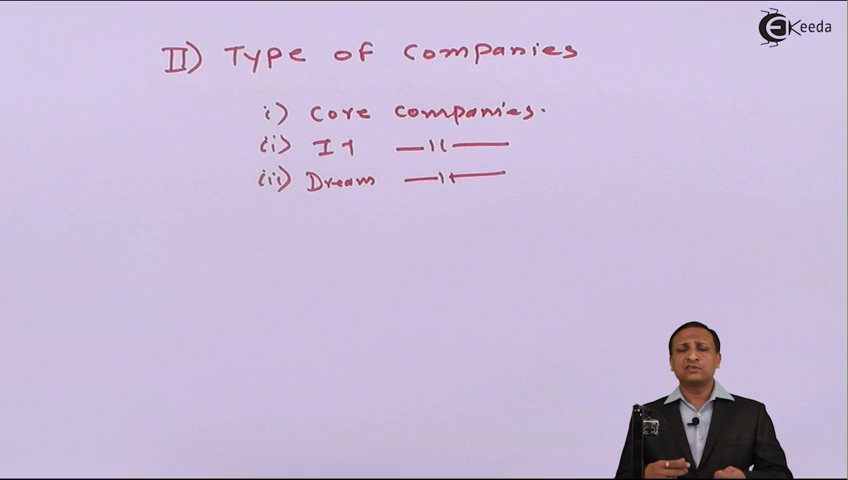 EKeeda
II) Type of Companies
i) Core Companies.
(ii) IT —〃—
(iii) Dream —〃—